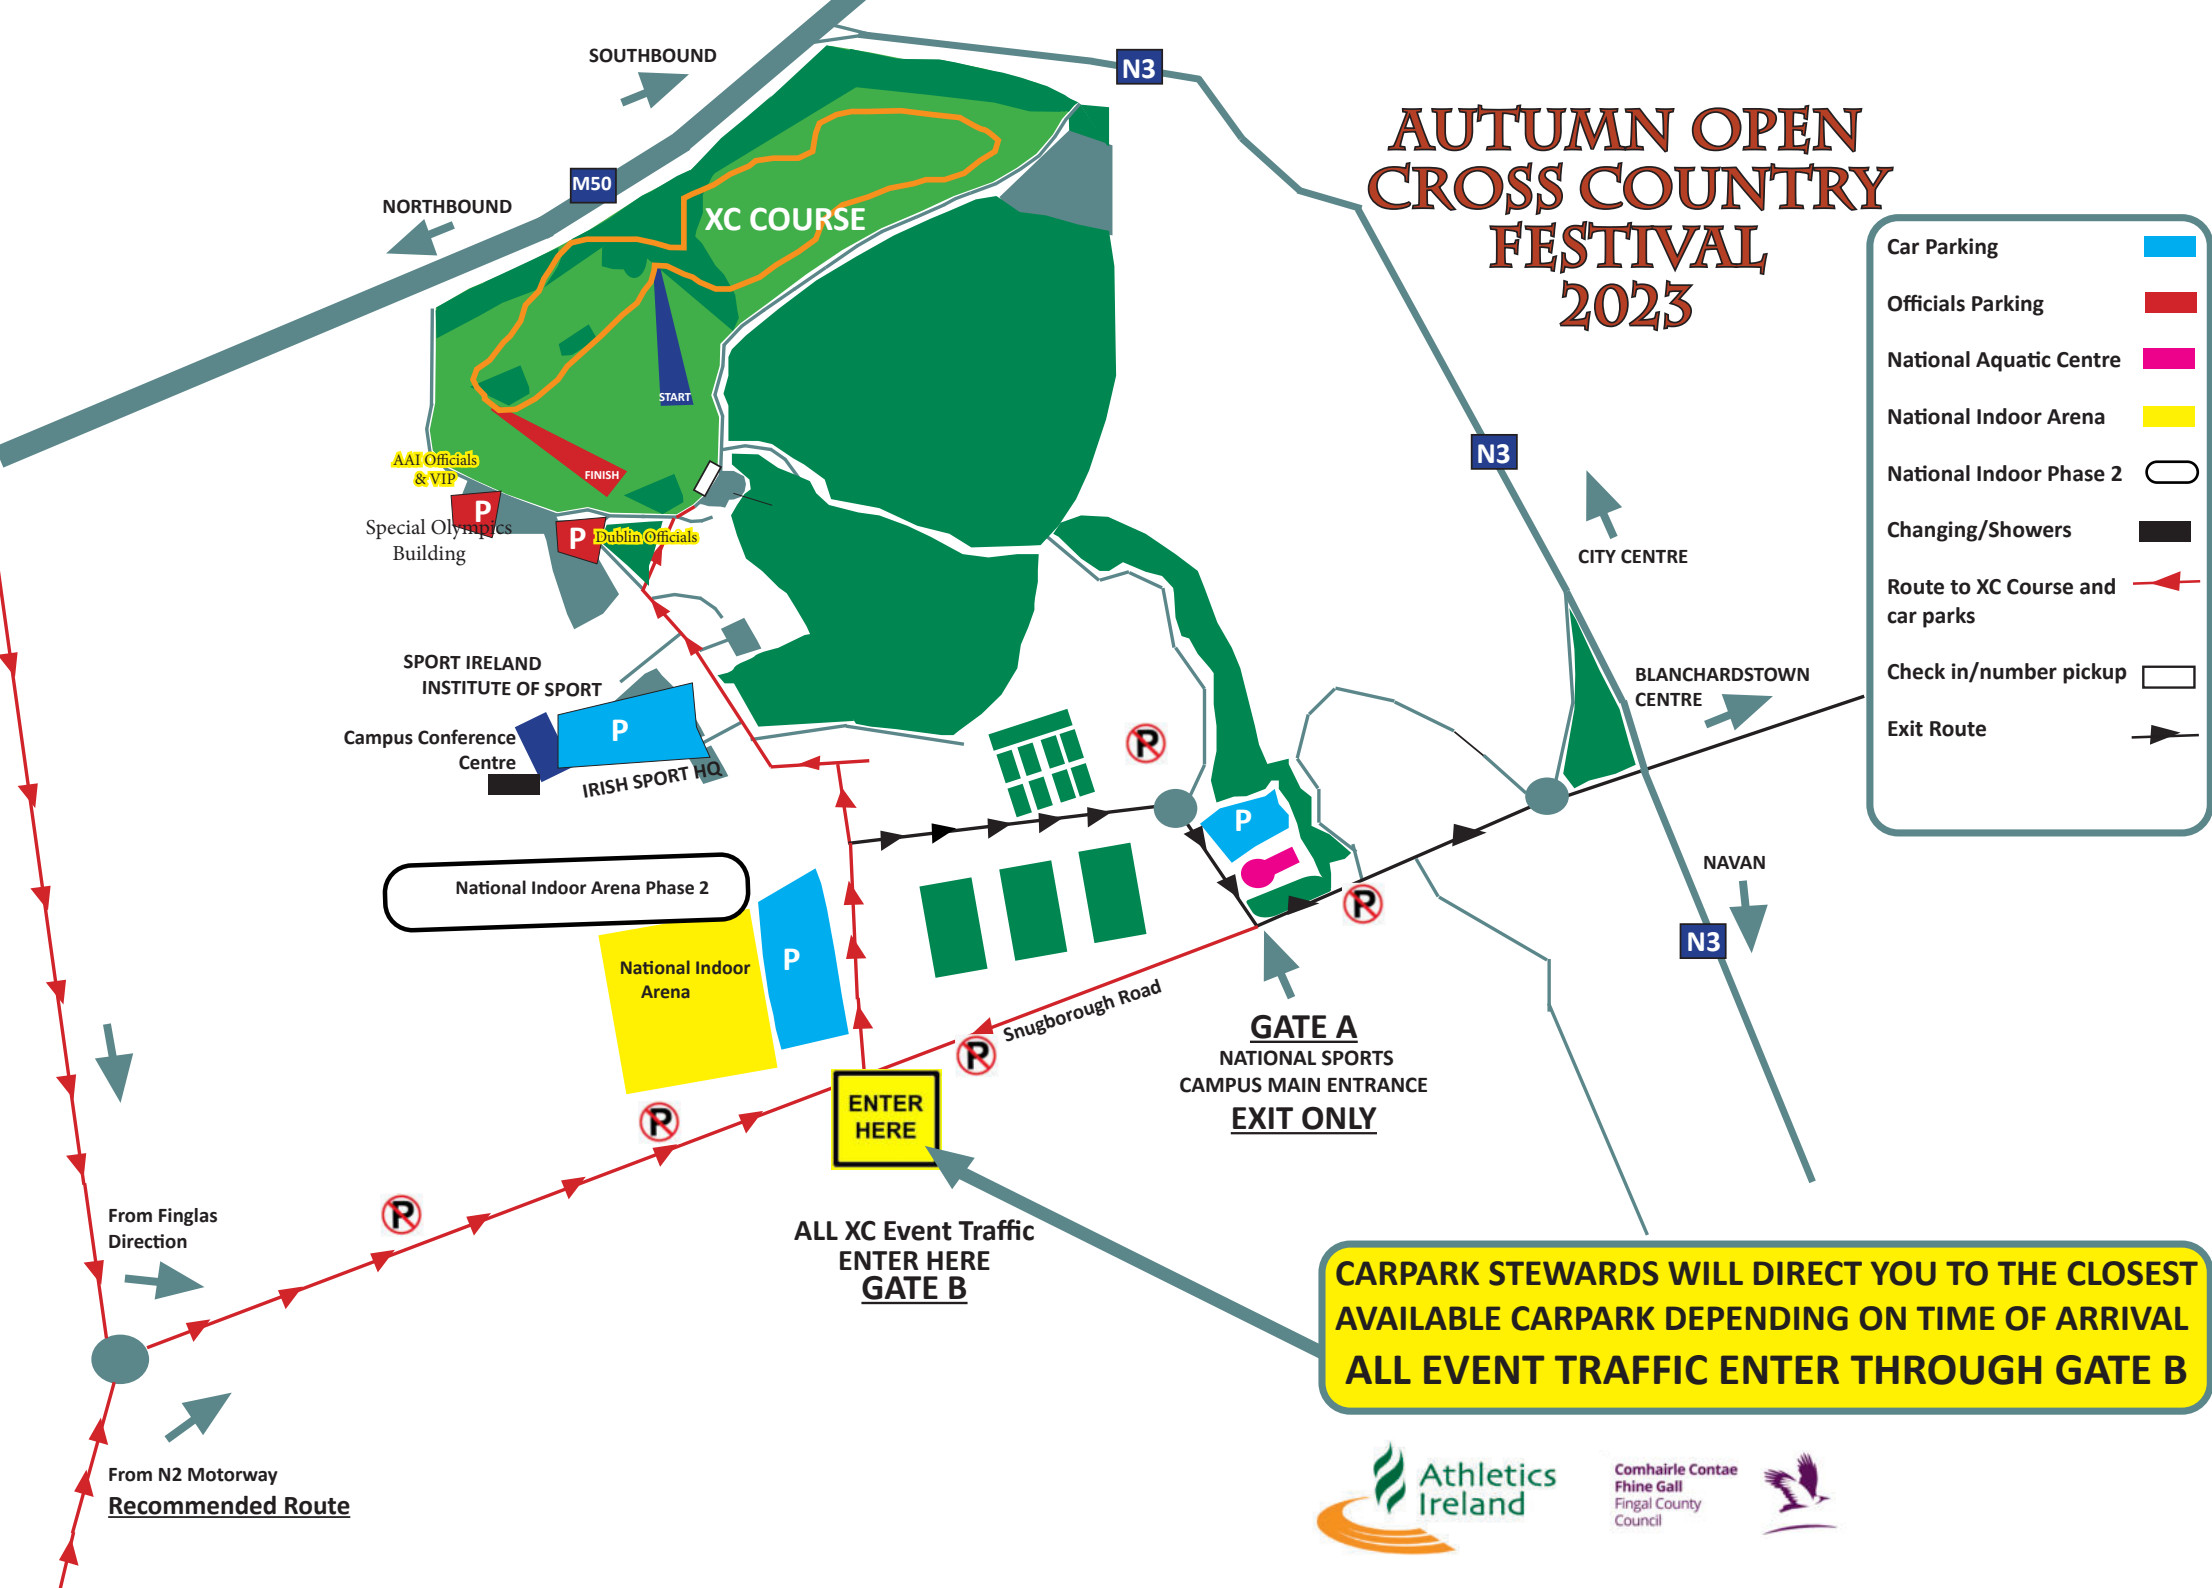 SOUTHBOUND
N3
AUTUMN OPEN
CROSS COUNTRY
FESTIVAL
2023
M50
NORTHBOUND
XC COURSE
START
FINISH
AAI Officials
& VIP
P
Special Olympics
Building
P
Dublin Officials
N3
CITY CENTRE
SPORT IRELAND
INSTITUTE OF SPORT
Campus Conference
Centre
P
IRISH SPORT HQ
P
BLANCHARDSTOWN
CENTRE
P
P
National Indoor Arena Phase 2
National Indoor
Arena
P
P
NAVAN
N3
Snugborough Road
P
P
P
GATE A
NATIONAL SPORTS
CAMPUS MAIN ENTRANCE
EXIT ONLY
ENTER
HERE
ALL XC Event Traffic
ENTER HERE
GATE B
From Finglas
Direction
From N2 Motorway
Recommended Route
Car Parking
Officials Parking
National Aquatic Centre
National Indoor Arena
National Indoor Phase 2
Changing/Showers
Route to XC Course and
car parks
Check in/number pickup
Exit Route
CARPARK STEWARDS WILL DIRECT YOU TO THE CLOSEST
AVAILABLE CARPARK DEPENDING ON TIME OF ARRIVAL
ALL EVENT TRAFFIC ENTER THROUGH GATE B
Athletics
Ireland
Comhairle Contae
Fhine Gall
Fingal County
Council